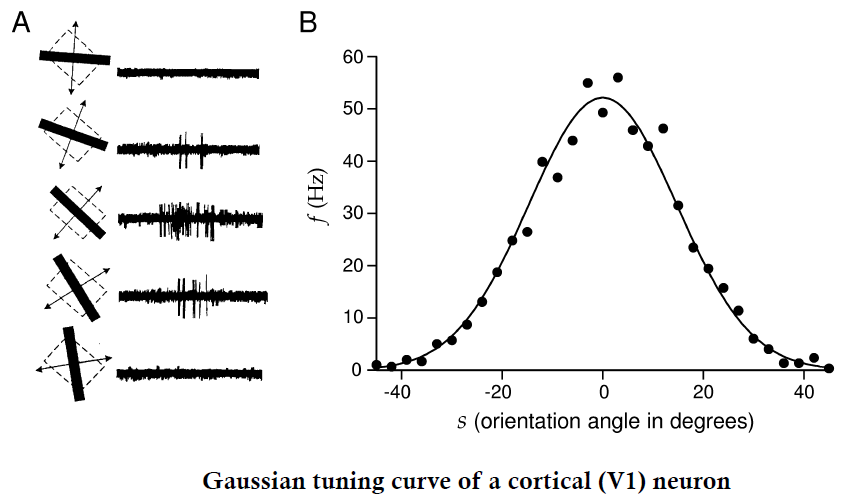 A
B
60
50
40
30
20
10
0
f (Hz)
-40 -20 0 20 40
s (orientation angle in degrees)
Gaussian tuning curve of a cortical (V1) neuron